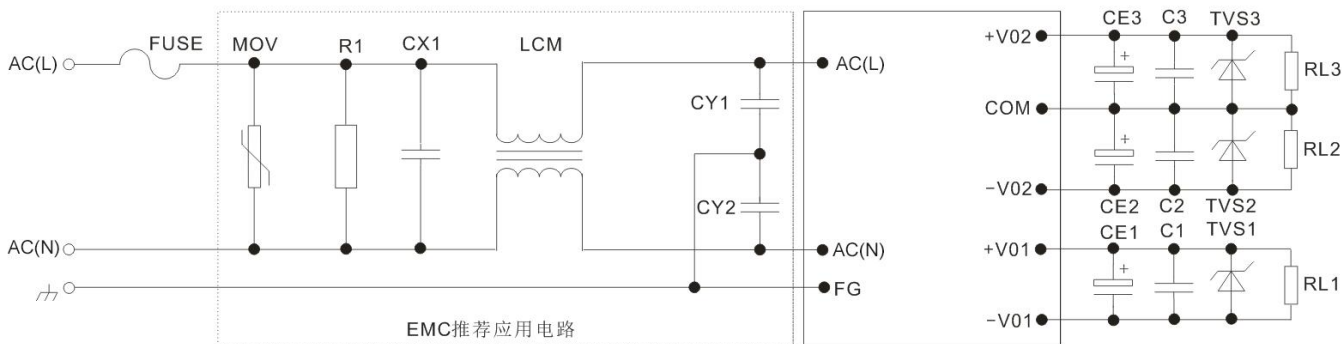 FUSE
MOV
R1
CX1
LCM
AC(L)
CY1
CY2
AC(N)
EMC推荐应用电路
AC(L)
AC(N)
FG
+V02
COM
−V02
+V01
−V01
CE3
C3
TVS3
RL3
RL2
CE2
C2
TVS2
CE1
C1
TVS1
RL1
+
+
+